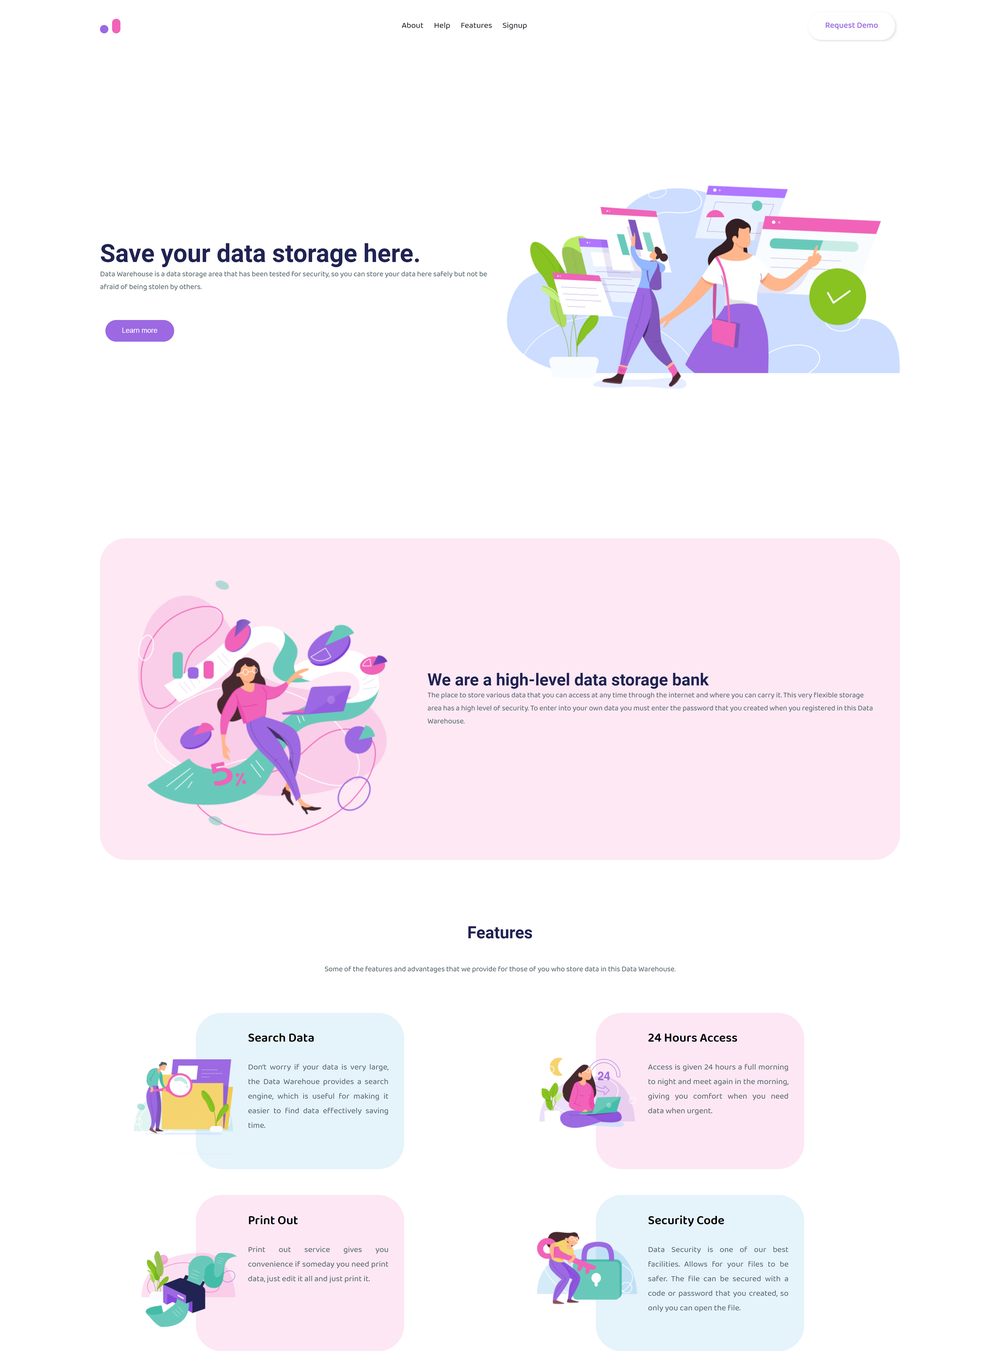 About Help Features Signup Request Demo
Save your data storage here.
Data Warehouse is a data storage area that has been tested for security, so you can store your data here safely but not be
afraid of being stolen by others.
Learn more
We are a high-level data storage bank
The place to store various data that you can access at any time through the internet and where you can carry it. This very flexible storage
area has a high level of security. To enter into your own data you must enter the password that you created when you registered in this Data
Warehouse.
5%
Features
Some of the features and advantages that we provide for those of you who store data in this Data Warehouse.
Search Data
Don't worry if your data is very large,
the Data Warehoue provides a search
engine, which is useful for making it
easier to find data effectively saving
time.
24 Hours Access
Access is given 24 hours a full morning
to night and meet again in the morning,
giving you comfort when you need
data when urgent.
24
Print Out
Print out service gives you
convenience if someday you need print
data, just edit it all and just print it.
Security Code
Data Security is one of our best
facilities. Allows for your files to be
safer. The file can be secured with a
code or password that you created, so
only you can open the file.